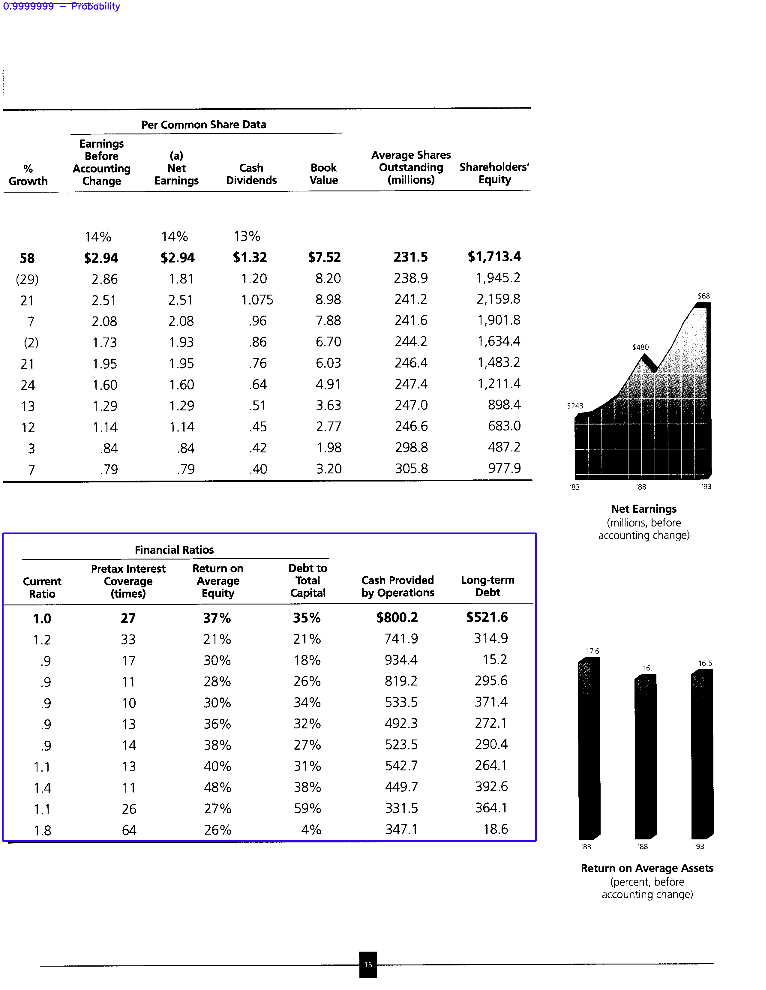 0.9999999 — Probability
Per Common Share Data
% Growth Earnings Before Accounting Change (a) Net Earnings Cash Dividends Book Value Average Shares Outstanding (millions) Shareholders' Equity
14% 14% 13%
58 $2.94 $2.94 $1.32 $7.52 231.5 $1,713.4
(29) 2.86 1.81 1.20 8.20 238.9 1,945.2
21 2.51 2.51 1.075 8.98 241.2 2,159.8
7 2.08 2.08 .96 7.88 241.6 1,901.8
(2) 1.73 1.93 .86 6.70 244.2 1,634.4
21 1.95 1.95 .76 6.03 246.4 1,483.2
24 1.60 1.60 .64 4.91 247.4 1,211.4
13 1.29 1.29 .51 3.63 247.0 898.4
12 1.14 1.14 .45 2.77 246.6 683.0
3 .84 .84 .42 1.98 298.8 487.2
7 .79 .79 .40 3.20 305.8 977.9
$480
$243
'83 '88 '93
Net Earnings
(millions, before
accounting change)
Financial Ratios
Current Ratio Pretax Interest Coverage (times) Return on Average Equity Debt to Total Capital Cash Provided by Operations Long-term Debt
1.0 27 37% 35% $800.2 $521.6
1.2 33 21% 21% 741.9 314.9
.9 17 30% 18% 934.4 15.2
.9 11 28% 26% 819.2 295.6
.9 10 30% 34% 533.5 371.4
.9 13 36% 32% 492.3 272.1
.9 14 38% 27% 523.5 290.4
1.1 13 40% 31% 542.7 264.1
1.4 11 48% 38% 449.7 392.6
1.1 26 27% 59% 331.5 364.1
1.8 64 26% 4% 347.1 18.6
17.6 16.5
'83 '88 '93
Return on Average Assets
(percent, before
accounting change)
15